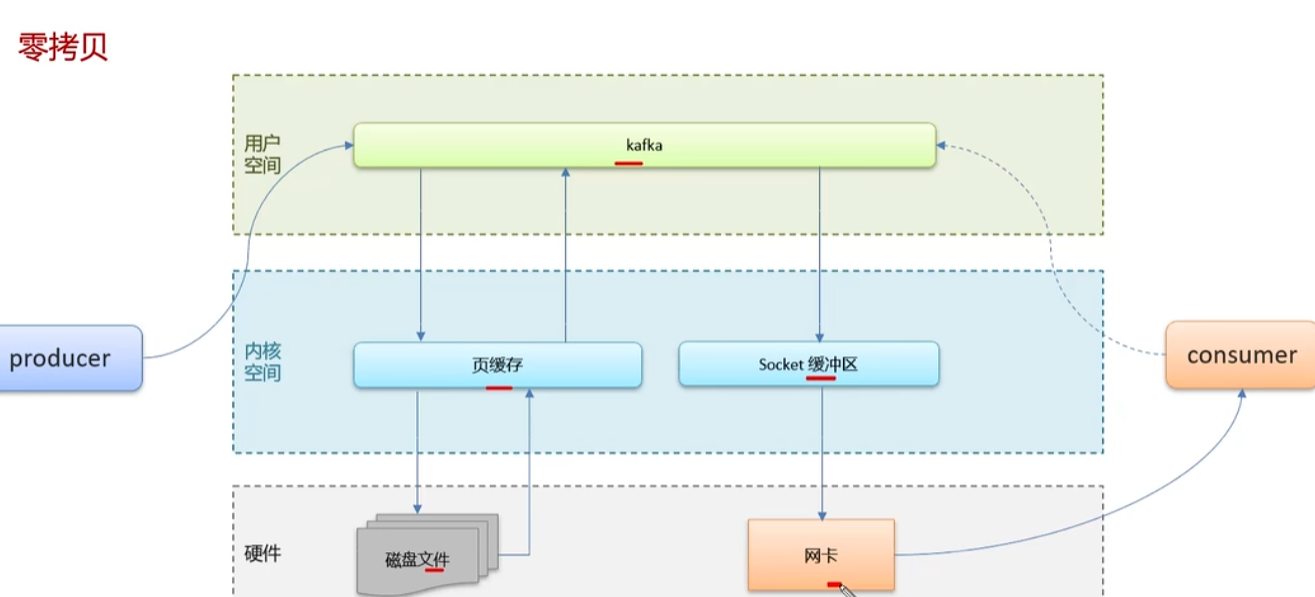 零拷贝
用户
空间
kafka
内核
空间
页缓存
Socket 缓冲区
producer
consumer
硬件
磁盘文件
网卡